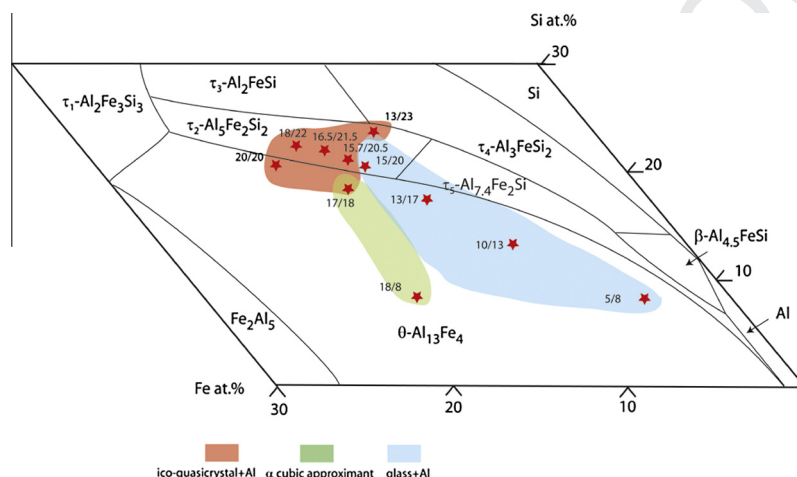 Si at.%
30
τ3-Al2FeSi
Si
τ1-Al2Fe3Si3
13/23
τ2-Al5Fe2Si2
18/22
16.5/21.5
15.7/20.5
τ4-Al3FeSi2
20/20
15/20
20
τ5-Al7.4Fe2Si
17/18
13/17
β-Al4.5FeSi
10/13
10
18/8
5/8
Al
Fe2Al5
θ-Al13Fe4
Fe at.%
30
20
10
ico-quasicrystal+Al
α cubic approximant
glass+Al